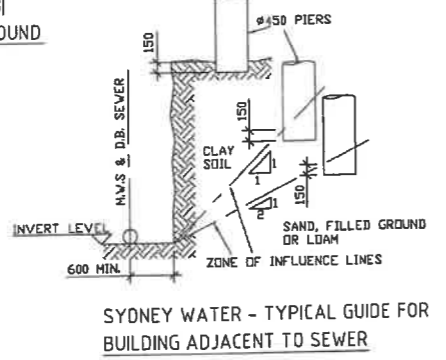 OUND
ø450 PIERS
150
M.W.S & D.B. SEWER
150
CLAY
SOIL
1
1
150
2
1
INVERT LEVEL
SAND, FILLED GROUND
OR LOAM
ZONE OF INFLUENCE LINES
600 MIN.
SYDNEY WATER - TYPICAL GUIDE FOR
BUILDING ADJACENT TO SEWER